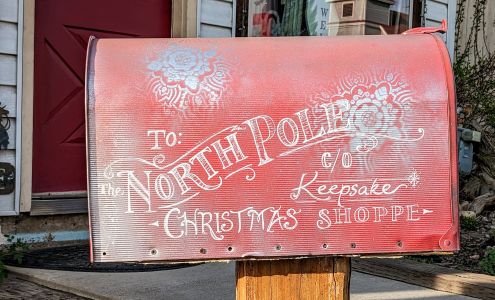 TO:
The NORTH POLE
C/O
Keepsake
CHRISTMAS SHOPPE